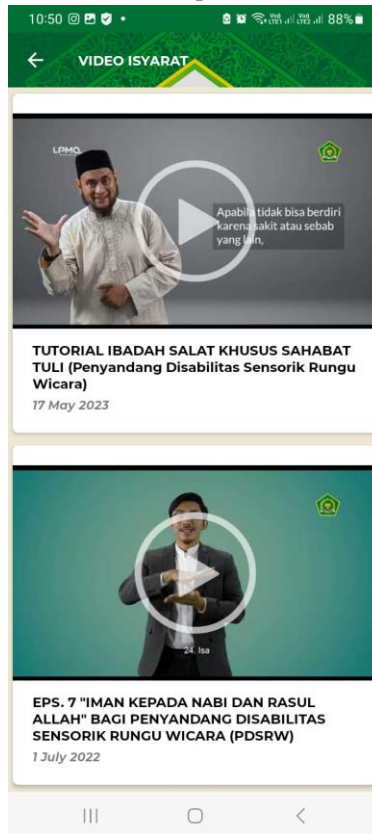 10:50
88%
VIDEO ISYARAT
LPMQ
Apabila tidak bisa berdiri
karena sakit atau sebab
yang lain,
TUTORIAL IBADAH SALAT KHUSUS SAHABAT
TULI (Penyandang Disabilitas Sensorik Rungu
Wicara)
17 May 2023
24. Isa
EPS. 7 "IMAN KEPADA NABI DAN RASUL
ALLAH" BAGI PENYANDANG DISABILITAS
SENSORIK RUNGU WICARA (PDSRW)
1 July 2022